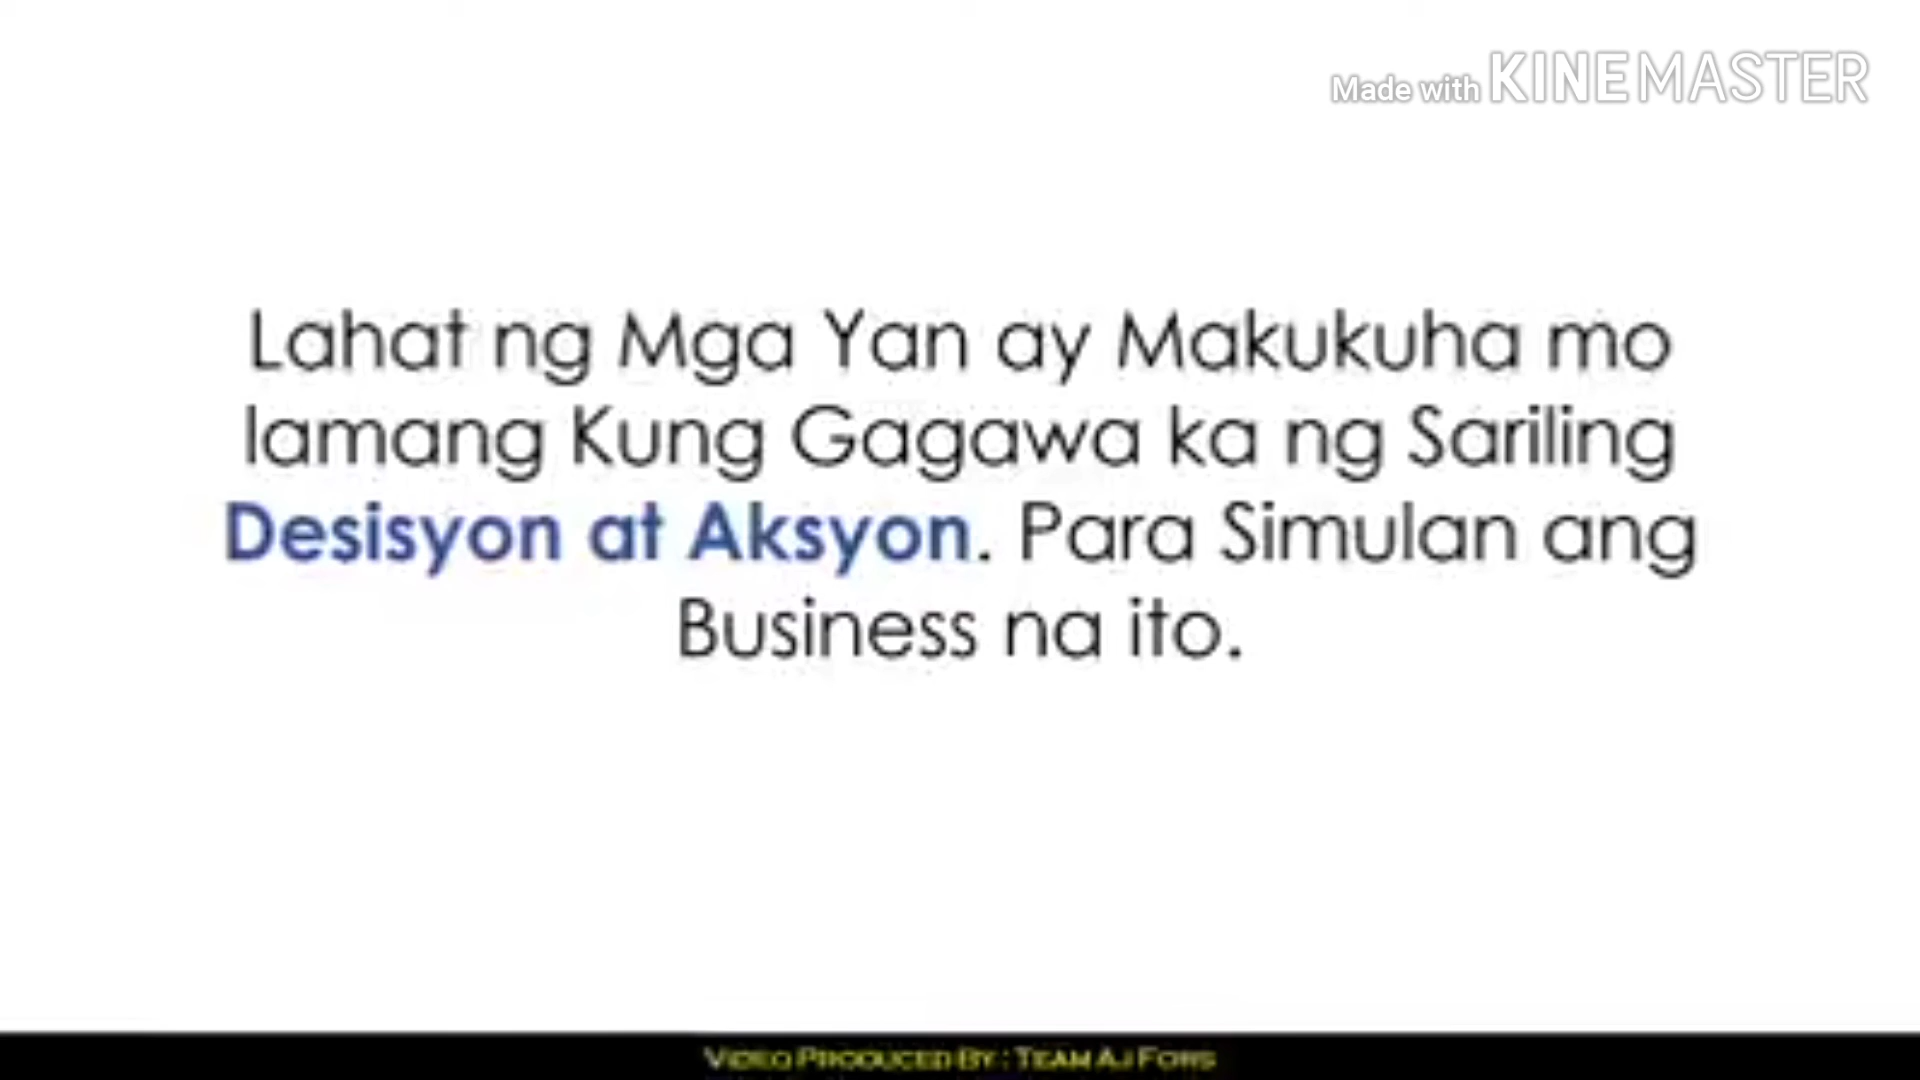 Made with KINEMASTER
Lahat ng Mga Yan ay Makukuha mo
lamang Kung Gagawa ka ng Sariling
Desisyon at Aksyon. Para Simulan ang
Business na ito.
VIDEO PRODUCED BY : TEAM AJ FORS